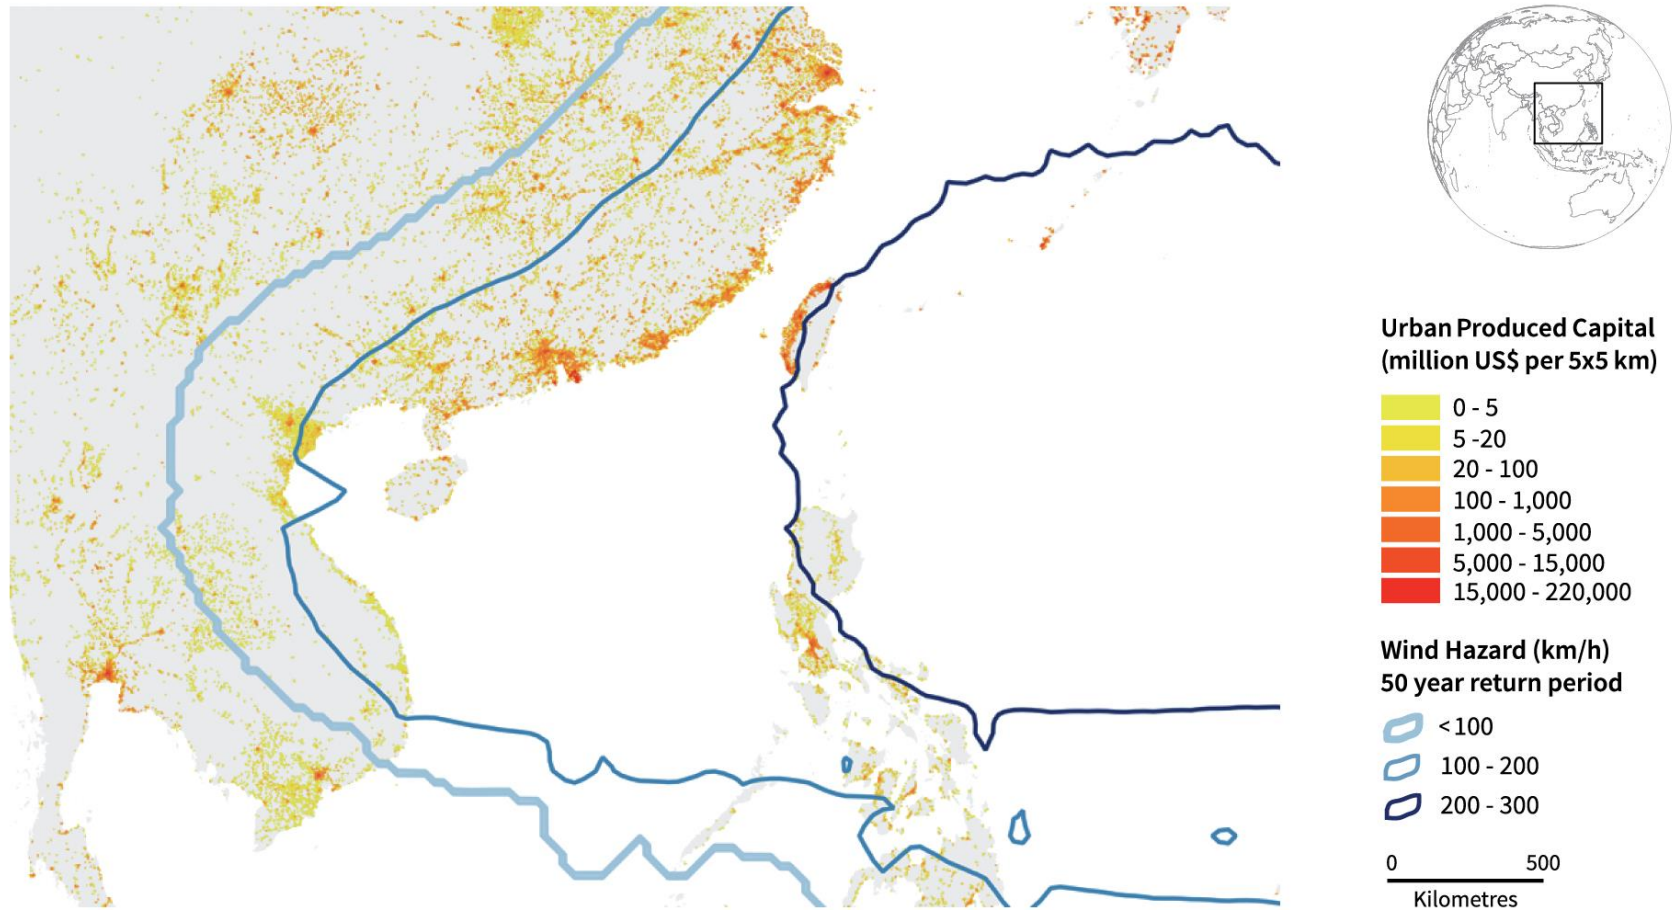 Urban Produced Capital
(million US$ per 5x5 km)
0 - 5
5 -20
20 - 100
100 - 1,000
1,000 - 5,000
5,000 - 15,000
15,000 - 220,000
Wind Hazard (km/h)
50 year return period
< 100
100 - 200
200 - 300
0 500
Kilometres